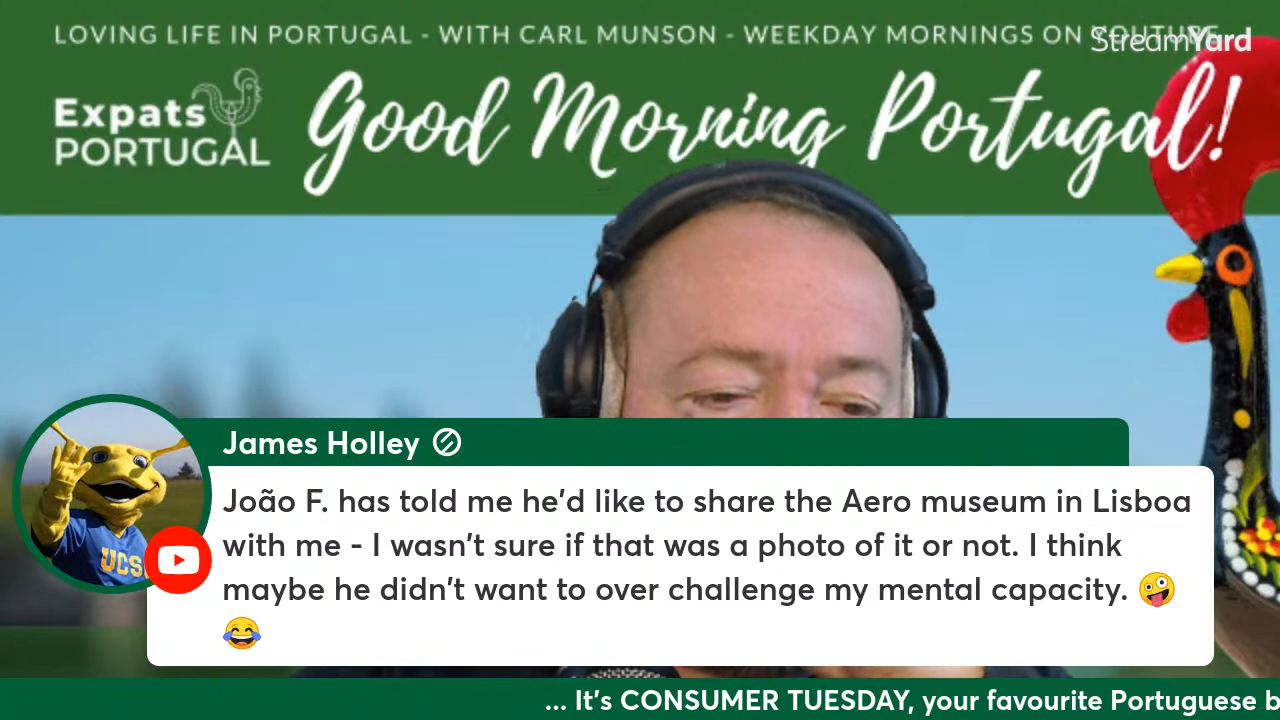 LOVING LIFE IN PORTUGAL - WITH CARL MUNSON - WEEKDAY MORNINGS ON YOUTUBE
StreamYard
Expats
PORTUGAL
Good Morning Portugal!
James Holley
João F. has told me he'd like to share the Aero museum in Lisboa
with me - I wasn't sure if that was a photo of it or not. I think
maybe he didn't want to over challenge my mental capacity. 🤪
😂
UCS
... It's CONSUMER TUESDAY, your favourite Portuguese b